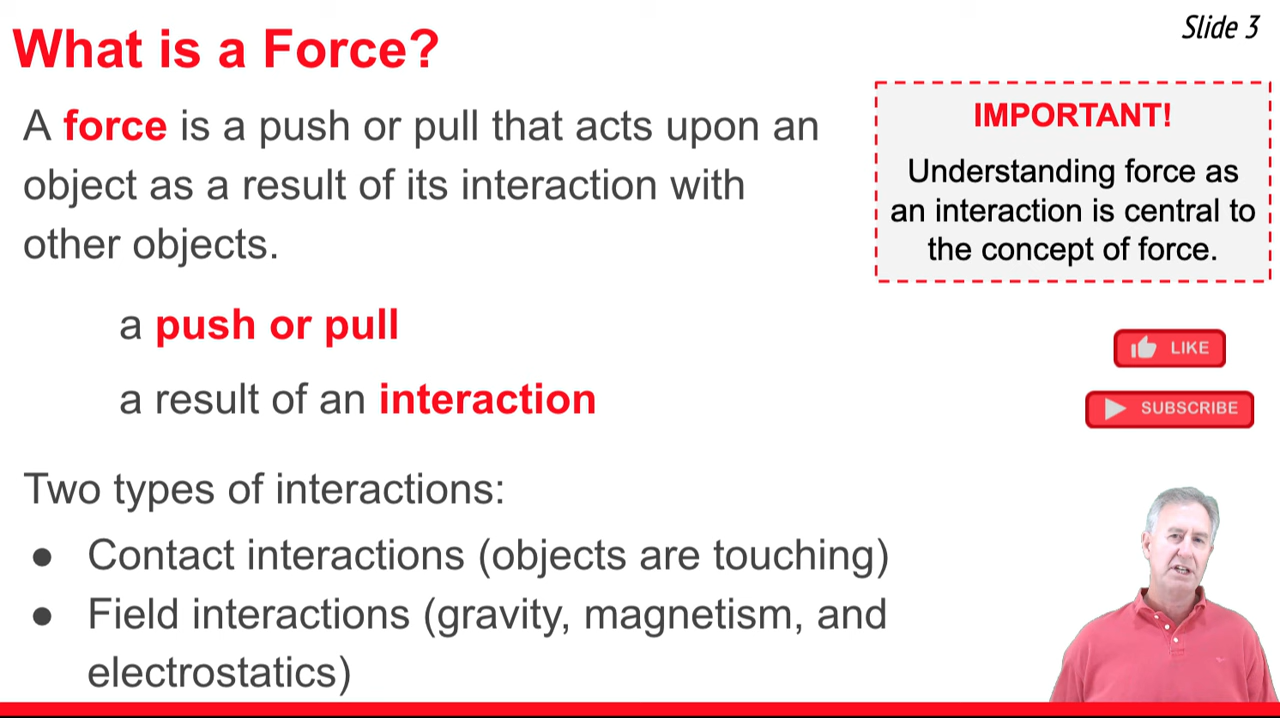 Slide 3
What is a Force?
A force is a push or pull that acts upon an
object as a result of its interaction with
other objects.
IMPORTANT!
Understanding force as
an interaction is central to
the concept of force.
a push or pull
a result of an interaction
LIKE
SUBSCRIBE
Two types of interactions:
● Contact interactions (objects are touching)
● Field interactions (gravity, magnetism, and
electrostatics)